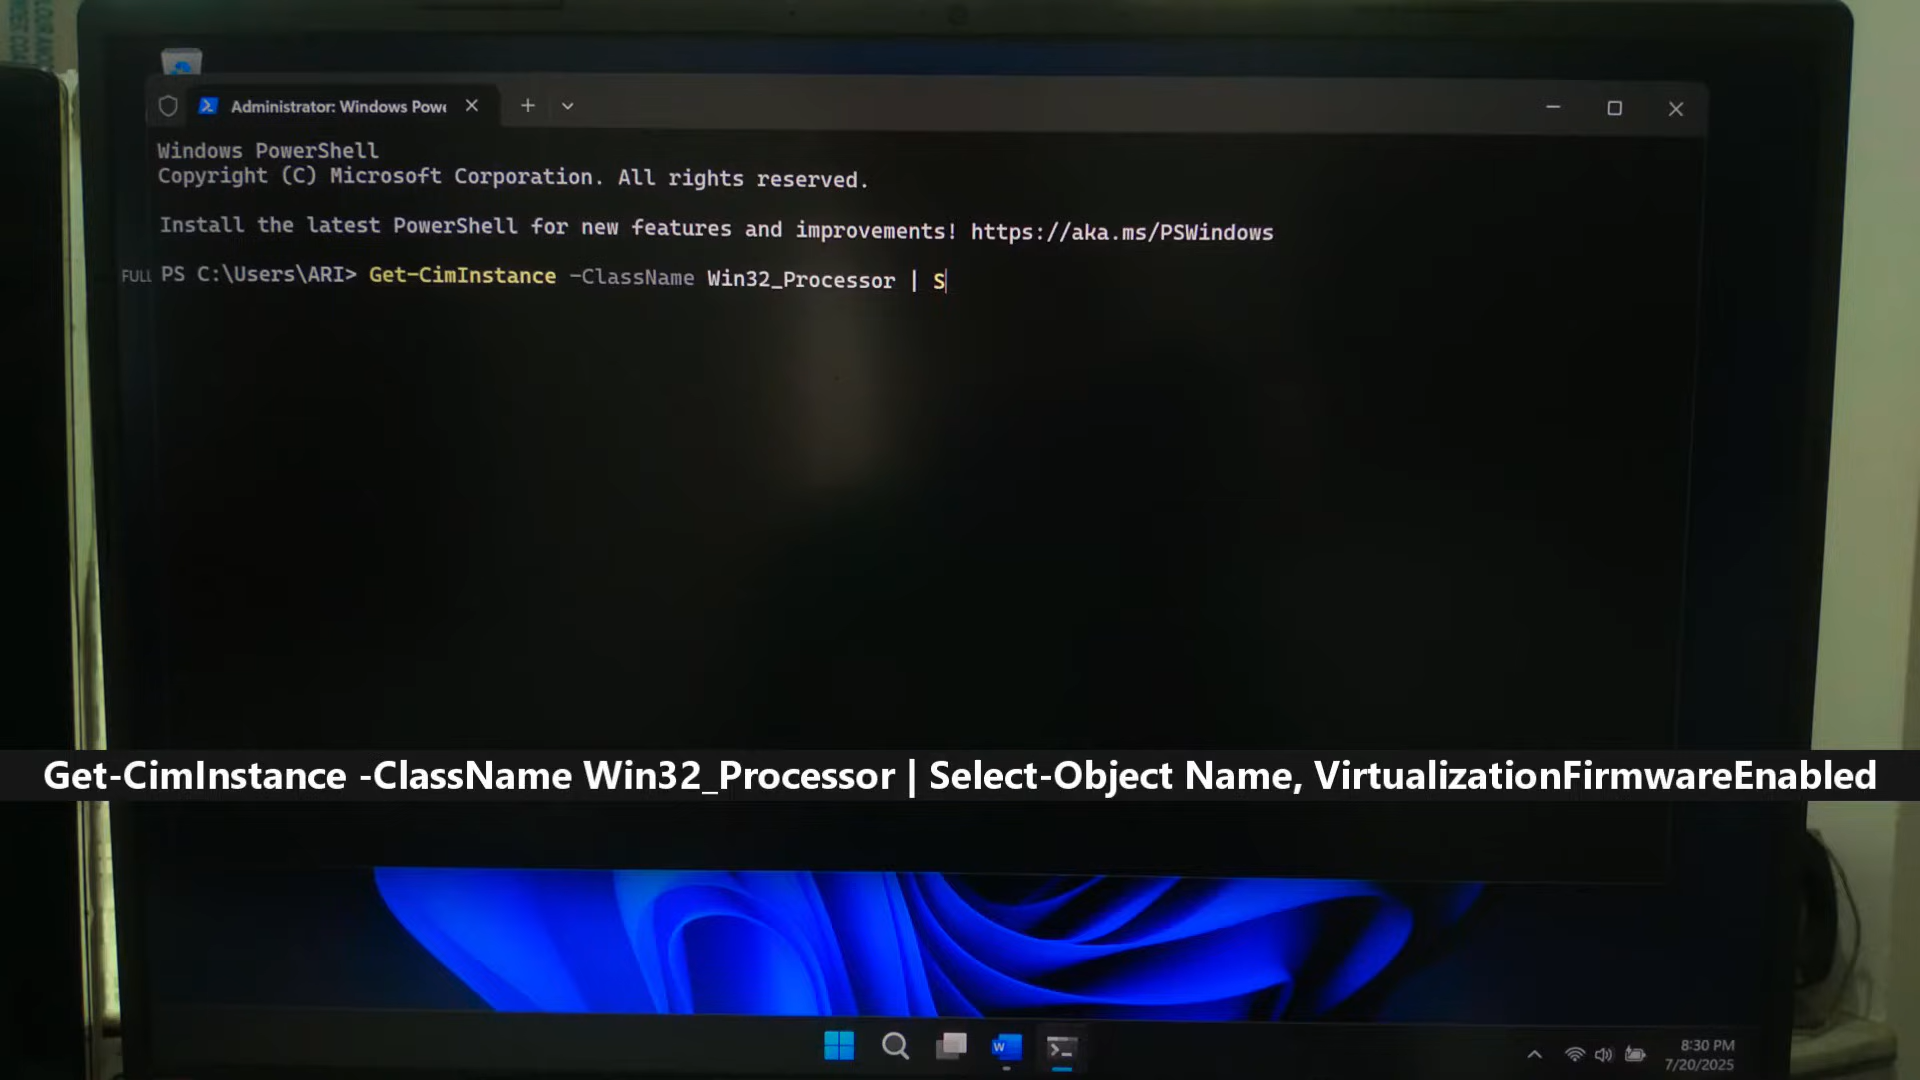 Administrator: Windows Powe
Windows PowerShell
Copyright (C) Microsoft Corporation. All rights reserved.
Install the latest PowerShell for new features and improvements! https://aka.ms/PSWindows
FULL PS C:\Users\ARI> Get-CimInstance -ClassName Win32_Processor | S
Get-CimInstance -ClassName Win32_Processor | Select-Object Name, VirtualizationFirmwareEnabled
W
8:30 PM
7/20/2025